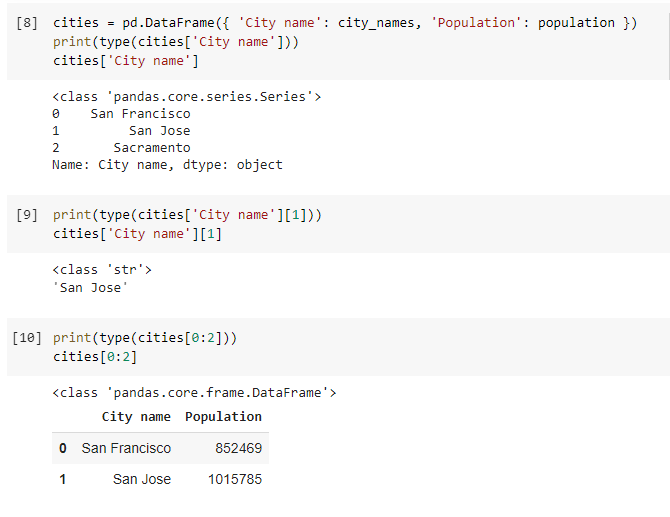 [8] cities = pd.DataFrame({ 'City name': city_names, 'Population': population })
print(type(cities['City name']))
cities['City name']
<class 'pandas.core.series.Series'>
0    San Francisco
1         San Jose
2       Sacramento
Name: City name, dtype: object
[9] print(type(cities['City name'][1]))
cities['City name'][1]
<class 'str'>
'San Jose'
[10] print(type(cities[0:2]))
cities[0:2]
<class 'pandas.core.frame.DataFrame'>
City name Population
0 San Francisco 852469
1 San Jose 1015785